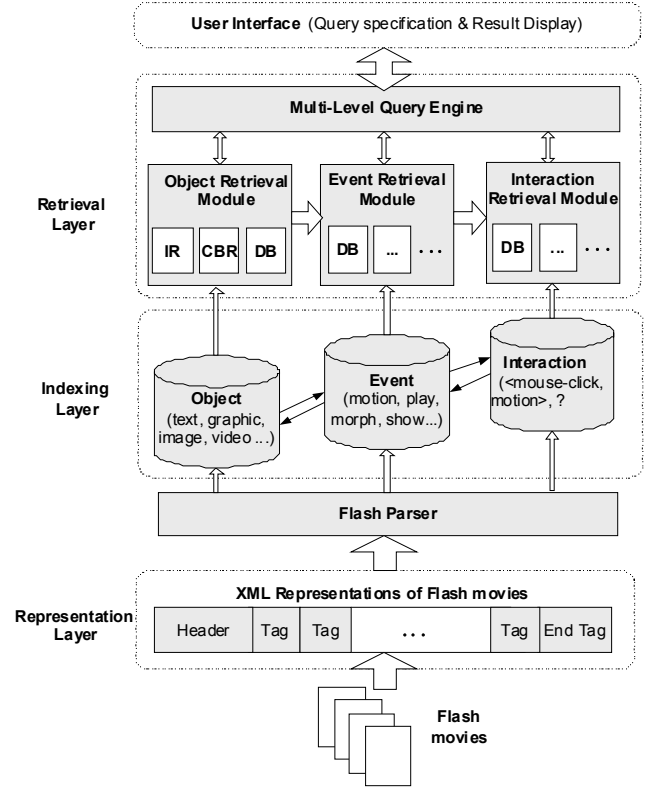 User Interface (Query specification & Result Display)
Multi-Level Query Engine
Retrieval
Layer
Object Retrieval
Module
IR CBR DB
Event Retrieval
Module
DB ... ...
Interaction
Retrieval Module
DB ... ...
Indexing
Layer
Object
(text, graphic,
image, video ...)
Event
(motion, play,
morph, show...)
Interaction
(<mouse-click,
motion>, ?
Flash Parser
Representation
Layer
XML Representations of Flash movies
Header Tag Tag ... Tag End Tag
Flash
movies